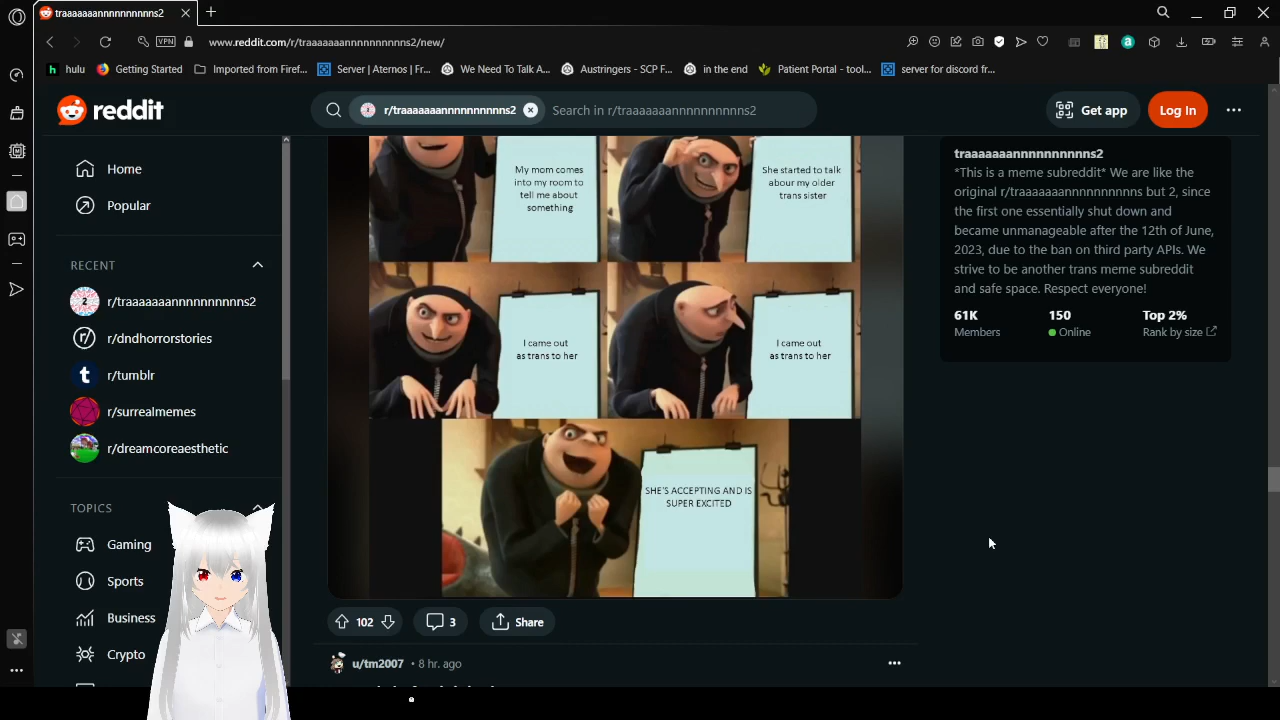 traaaaaaannnnnnnnnns2
VPN
www.reddit.com/r/traaaaaaannnnnnnnnns2/new/
hulu
Getting Started
Imported from Firef...
Server | Aternos | Fr...
We Need To Talk A...
Austringers - SCP F...
in the end
Patient Portal - tool...
server for discord fr...
reddit
r/traaaaaaannnnnnnnnns2
Search in r/traaaaaaannnnnnnnnns2
Get app
Log In
Home
Popular
RECENT
r/traaaaaaannnnnnnnnns2
r/dndhorrorstories
r/tumblr
r/surrealmemes
r/dreamcoreaesthetic
TOPICS
Gaming
Sports
Business
Crypto
My mom comes
into my room to
tell me about
something
She started to talk
abour my older
trans sister
I came out
as trans to her
I came out
as trans to her
SHE'S ACCEPTING AND IS
SUPER EXCITED
102
3
Share
u/tm2007 • 8 hr. ago
traaaaaaannnnnnnnnns2
*This is a meme subreddit* We are like the
original r/traaaaaaannnnnnnnnns but 2, since
the first one essentially shut down and
became unmanageable after the 12th of June,
2023, due to the ban on third party APIs. We
strive to be another trans meme subreddit
and safe space. Respect everyone!
61K
Members
150
Online
Top 2%
Rank by size